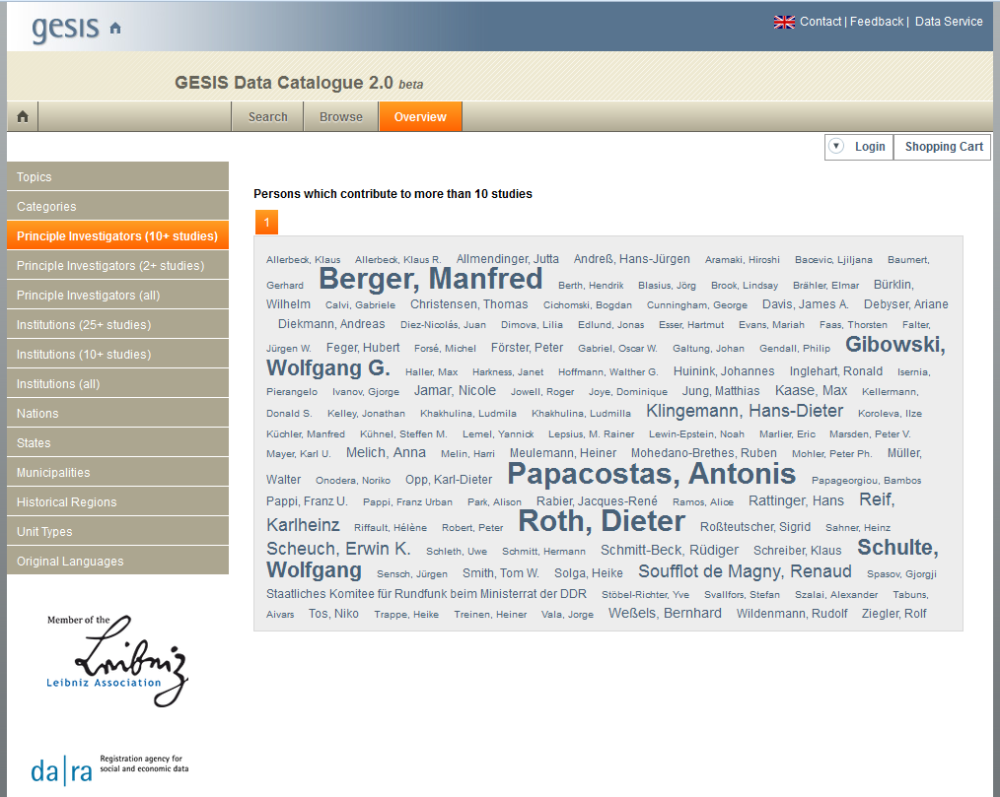 gesis
Contact | Feedback | Data Service
GESIS Data Catalogue 2.0 beta
Search Browse Overview
Login Shopping Cart
Topics
Categories
Principle Investigators (10+ studies)
Principle Investigators (2+ studies)
Principle Investigators (all)
Institutions (25+ studies)
Institutions (10+ studies)
Institutions (all)
Nations
States
Municipalities
Historical Regions
Unit Types
Original Languages
Member of the
Leibniz
Leibniz Association
da|ra Registration agency for
social and economic data
Persons which contribute to more than 10 studies
1
Allerbeck, Klaus Allerbeck, Klaus R. Allmendinger, Jutta Andreß, Hans-Jürgen Aramaki, Hiroshi Bacevic, Ljiljana Baumert,
Gerhard Berger, Manfred Berth, Hendrik Blasius, Jörg Brook, Lindsay Brähler, Elmar Bürklin,
Wilhelm Calvi, Gabriele Christensen, Thomas Cichomski, Bogdan Cunningham, George Davis, James A. Debyser, Ariane
Diekmann, Andreas Diez-Nicolás, Juan Dimova, Lilia Edlund, Jonas Esser, Hartmut Evans, Mariah Faas, Thorsten Falter,
Jürgen W. Feger, Hubert Forsé, Michel Förster, Peter Gabriel, Oscar W. Galtung, Johan Gendall, Philip Gibowski,
Wolfgang G. Haller, Max Harkness, Janet Hoffmann, Walther G. Huinink, Johannes Inglehart, Ronald Isernia,
Pierangelo Ivanov, Gjorge Jamar, Nicole Jowell, Roger Joye, Dominique Jung, Matthias Kaase, Max Kellermann,
Donald S. Kelley, Jonathan Khakhulina, Ludmila Khakhulina, Ludmilla Klingemann, Hans-Dieter Koroleva, Ilze
Küchler, Manfred Kühnel, Steffen M. Lemel, Yannick Lepsius, M. Rainer Lewin-Epstein, Noah Marlier, Eric Marsden, Peter V.
Mayer, Karl U. Melich, Anna Melin, Harri Meulemann, Heiner Mohedano-Brethes, Ruben Mohler, Peter Ph. Müller,
Walter Onodera, Noriko Opp, Karl-Dieter Papacostas, Antonis Papageorgiou, Bambos
Pappi, Franz U. Pappi, Franz Urban Park, Alison Rabier, Jacques-René Ramos, Alice Rattinger, Hans Reif,
Karlheinz Riffault, Hélène Robert, Peter Roth, Dieter Roßteutscher, Sigrid Sahner, Heinz
Scheuch, Erwin K. Schleth, Uwe Schmitt, Hermann Schmitt-Beck, Rüdiger Schreiber, Klaus Schulte,
Wolfgang Sensch, Jürgen Smith, Tom W. Solga, Heike Soufflot de Magny, Renaud Spasov, Gjorgji
Staatliches Komitee für Rundfunk beim Ministerrat der DDR Stöbel-Richter, Yve Svallfors, Stefan Szalai, Alexander Tabuns,
Aivars Tos, Niko Trappe, Heike Treinen, Heiner Vala, Jorge Weßels, Bernhard Wildenmann, Rudolf Ziegler, Rolf